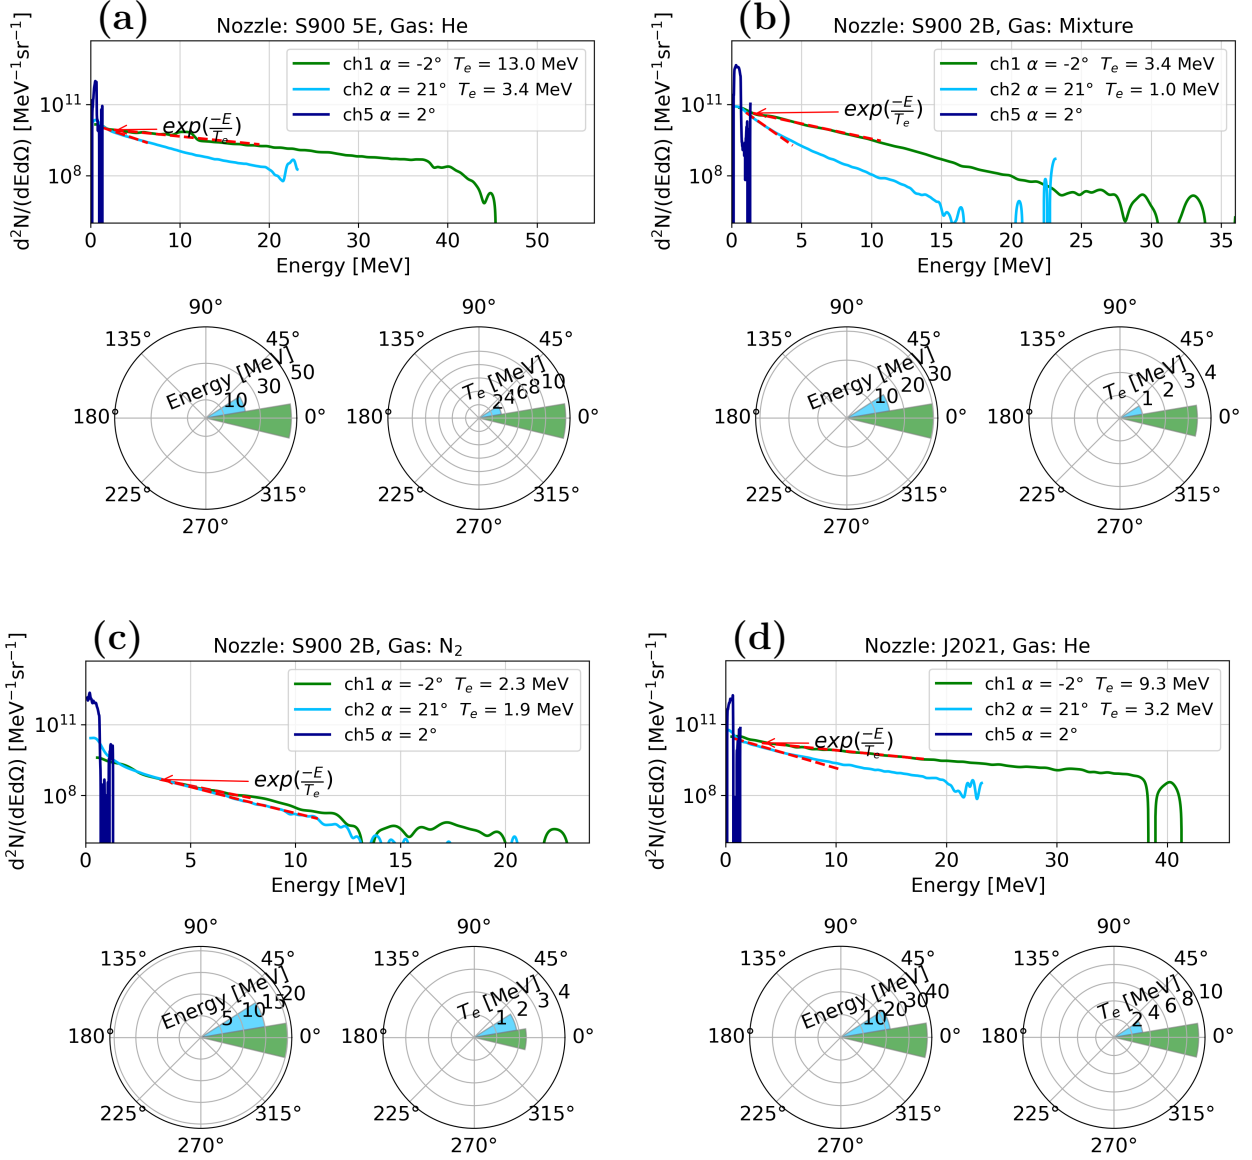 (a)
Nozzle: S900 5E, Gas: He
ch1 α = -2° Tₑ = 13.0 MeV
ch2 α = 21° Tₑ = 3.4 MeV
ch5 α = 2°
exp(−E/Tₑ)
d²N/(dEdΩ) [MeV⁻¹sr⁻¹]
10¹¹
10⁸
0 10 20 30 40 50
Energy [MeV]
90°
135° 45°
180° 0°
225° 315°
270°
Energy [MeV]
10 30 50
90°
135° 45°
180° 0°
225° 315°
270°
Tₑ [MeV]
2 4 6 8 10
(b)
Nozzle: S900 2B, Gas: Mixture
ch1 α = -2° Tₑ = 3.4 MeV
ch2 α = 21° Tₑ = 1.0 MeV
ch5 α = 2°
exp(−E/Tₑ)
d²N/(dEdΩ) [MeV⁻¹sr⁻¹]
10¹¹
10⁸
0 5 10 15 20 25 30 35
Energy [MeV]
90°
135° 45°
180° 0°
225° 315°
270°
Energy [MeV]
10 20 30
90°
135° 45°
180° 0°
225° 315°
270°
Tₑ [MeV]
1 2 3 4
(c)
Nozzle: S900 2B, Gas: N₂
ch1 α = -2° Tₑ = 2.3 MeV
ch2 α = 21° Tₑ = 1.9 MeV
ch5 α = 2°
exp(−E/Tₑ)
d²N/(dEdΩ) [MeV⁻¹sr⁻¹]
10¹¹
10⁸
0 5 10 15 20
Energy [MeV]
90°
135° 45°
180° 0°
225° 315°
270°
Energy [MeV]
5 10 15 20
90°
135° 45°
180° 0°
225° 315°
270°
Tₑ [MeV]
1 2 3 4
(d)
Nozzle: J2021, Gas: He
ch1 α = -2° Tₑ = 9.3 MeV
ch2 α = 21° Tₑ = 3.2 MeV
ch5 α = 2°
exp(−E/Tₑ)
d²N/(dEdΩ) [MeV⁻¹sr⁻¹]
10¹¹
10⁸
0 10 20 30 40
Energy [MeV]
90°
135° 45°
180° 0°
225° 315°
270°
Energy [MeV]
10 20 30 40
90°
135° 45°
180° 0°
225° 315°
270°
Tₑ [MeV]
2 4 6 8 10